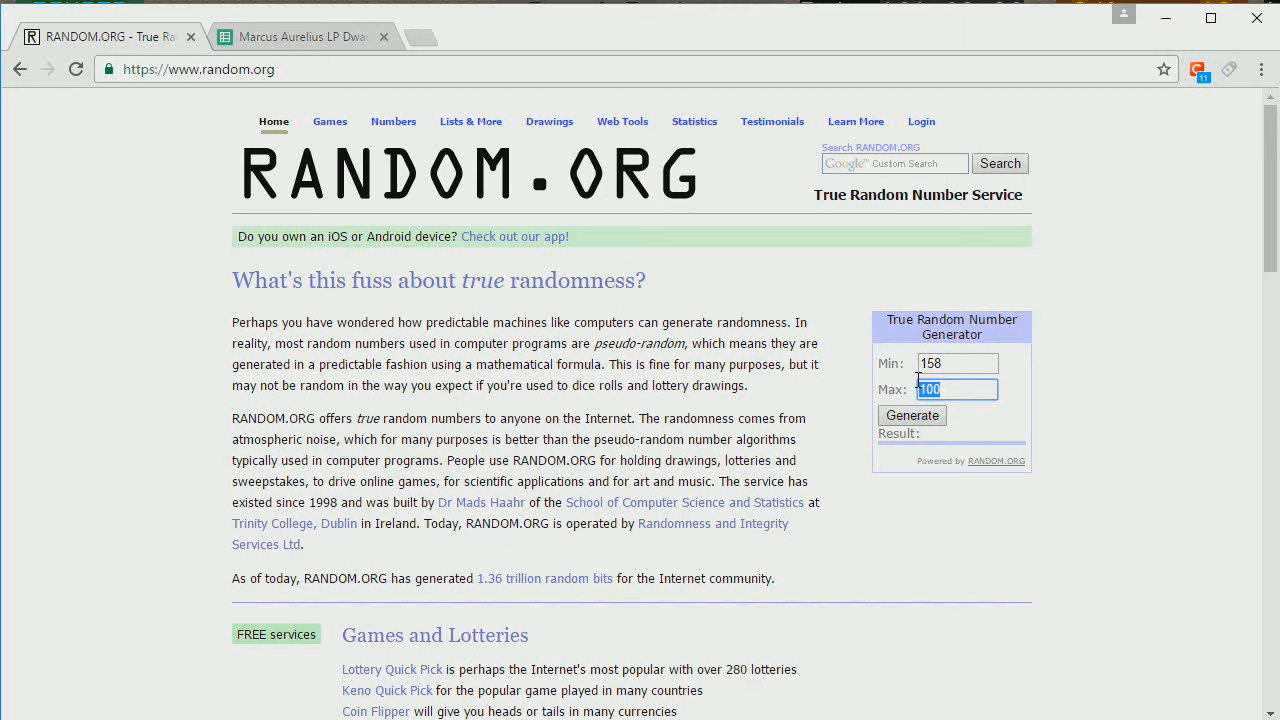 RANDOM.ORG - True Ra
Marcus Aurelius LP Dwa
https://www.random.org
11
Home Games Numbers Lists & More Drawings Web Tools Statistics Testimonials Learn More Login
Search RANDOM.ORG
RANDOM.ORG
Google™ Custom Search Search
True Random Number Service
Do you own an iOS or Android device? Check out our app!
What's this fuss about true randomness?
Perhaps you have wondered how predictable machines like computers can generate randomness. In
reality, most random numbers used in computer programs are pseudo-random, which means they are
generated in a predictable fashion using a mathematical formula. This is fine for many purposes, but it
may not be random in the way you expect if you're used to dice rolls and lottery drawings.
RANDOM.ORG offers true random numbers to anyone on the Internet. The randomness comes from
atmospheric noise, which for many purposes is better than the pseudo-random number algorithms
typically used in computer programs. People use RANDOM.ORG for holding drawings, lotteries and
sweepstakes, to drive online games, for scientific applications and for art and music. The service has
existed since 1998 and was built by Dr Mads Haahr of the School of Computer Science and Statistics at
Trinity College, Dublin in Ireland. Today, RANDOM.ORG is operated by Randomness and Integrity
Services Ltd.
As of today, RANDOM.ORG has generated 1.36 trillion random bits for the Internet community.
True Random Number
Generator
Min: 158
Max: 100
Generate
Result:
Powered by RANDOM.ORG
FREE services
Games and Lotteries
Lottery Quick Pick is perhaps the Internet's most popular with over 280 lotteries
Keno Quick Pick for the popular game played in many countries
Coin Flipper will give you heads or tails in many currencies